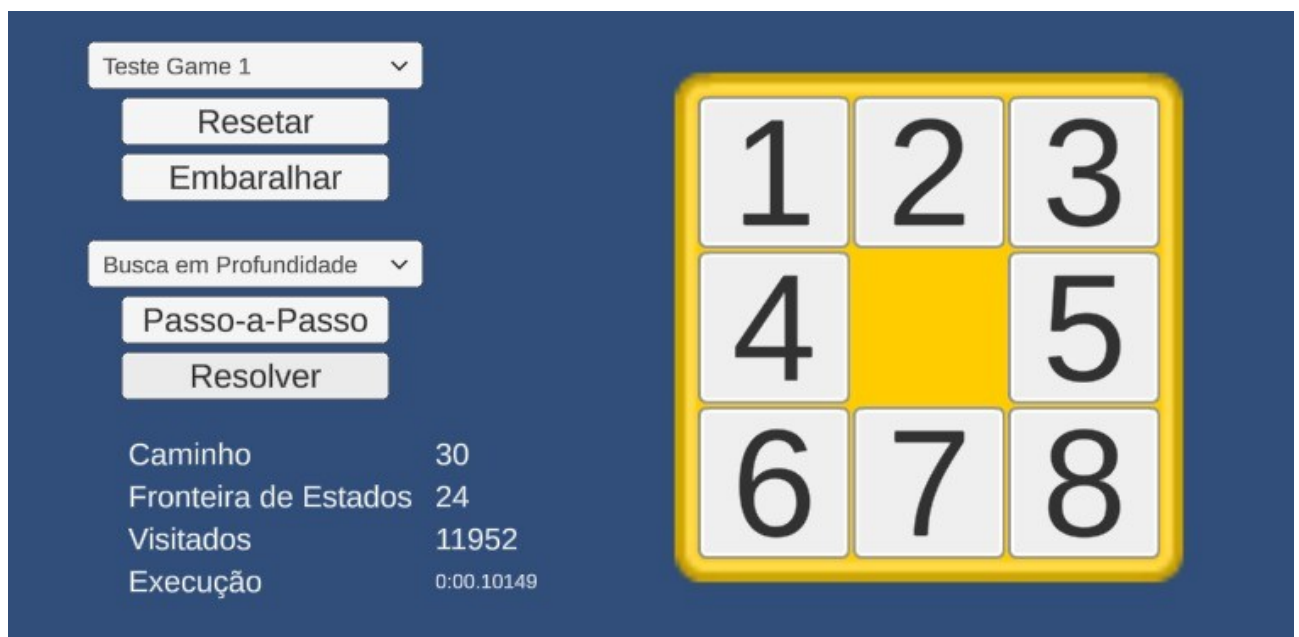 Teste Game 1
Resetar
Embaralhar
Busca em Profundidade
Passo-a-Passo
Resolver
Caminho 30
Fronteira de Estados 24
Visitados 11952
Execução 0:00.10149
1 2 3
4 5
6 7 8